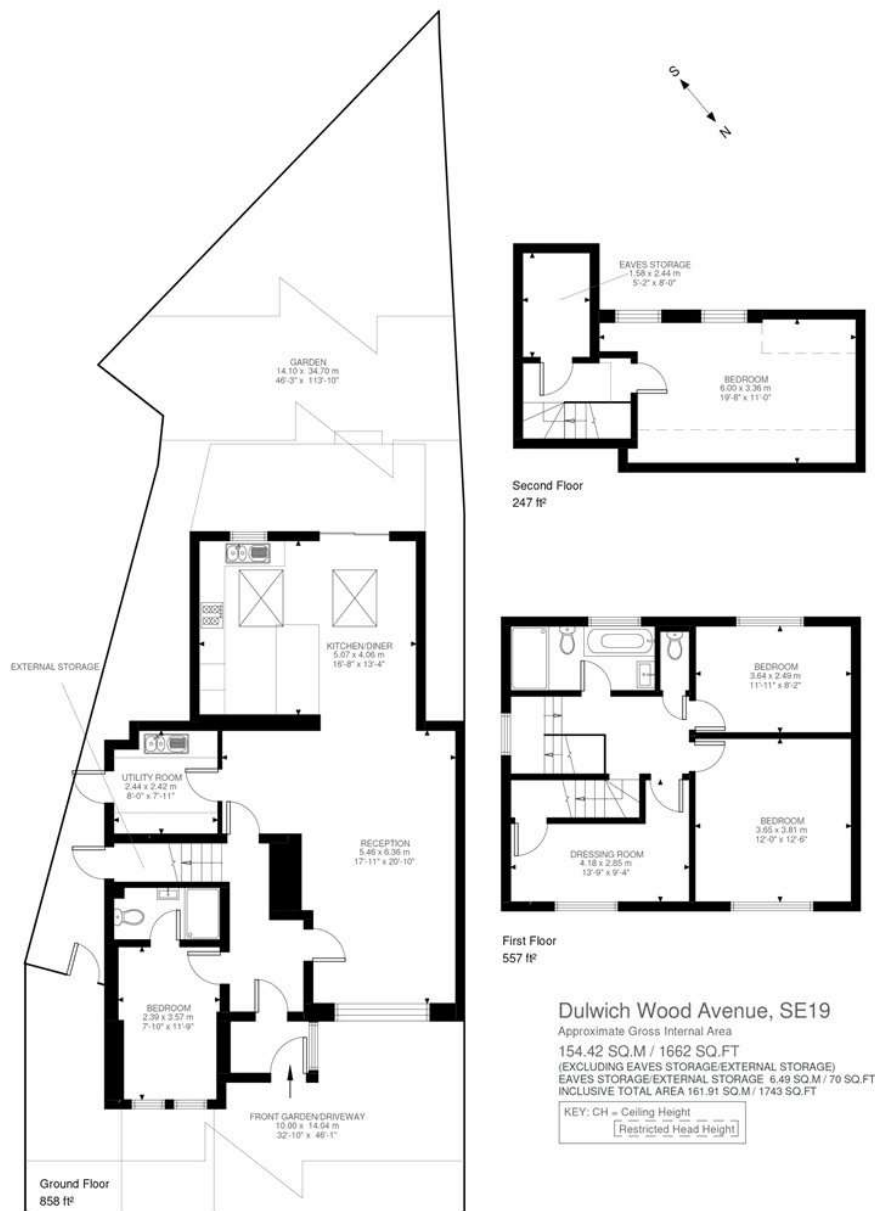 S
N
EAVES STORAGE
1.58 x 2.44 m
5'-2" x 8'-0"
GARDEN
14.10 x 34.70 m
46'-3" x 113'-10"
BEDROOM
6.00 x 3.36 m
19'-8" x 11'-0"
Second Floor
247 ft²
KITCHEN/DINER
5.07 x 4.06 m
16'-8" x 13'-4"
EXTERNAL STORAGE
BEDROOM
3.64 x 2.49 m
11'-11" x 8'-2"
UTILITY ROOM
2.44 x 2.42 m
8'-0" x 7'-11"
RECEPTION
5.46 x 6.36 m
17'-11" x 20'-10"
BEDROOM
3.65 x 3.81 m
12'-0" x 12'-6"
DRESSING ROOM
4.18 x 2.85 m
13'-9" x 9'-4"
First Floor
557 ft²
BEDROOM
2.39 x 3.57 m
7'-10" x 11'-9"
Dulwich Wood Avenue, SE19
Approximate Gross Internal Area
154.42 SQ.M / 1662 SQ.FT
(EXCLUDING EAVES STORAGE/EXTERNAL STORAGE)
EAVES STORAGE/EXTERNAL STORAGE 6.49 SQ.M / 70 SQ.FT
INCLUSIVE TOTAL AREA 161.91 SQ.M / 1743 SQ.FT
KEY: CH = Ceiling Height
Restricted Head Height
FRONT GARDEN/DRIVEWAY
10.00 x 14.04 m
32'-10" x 46'-1"
Ground Floor
858 ft²